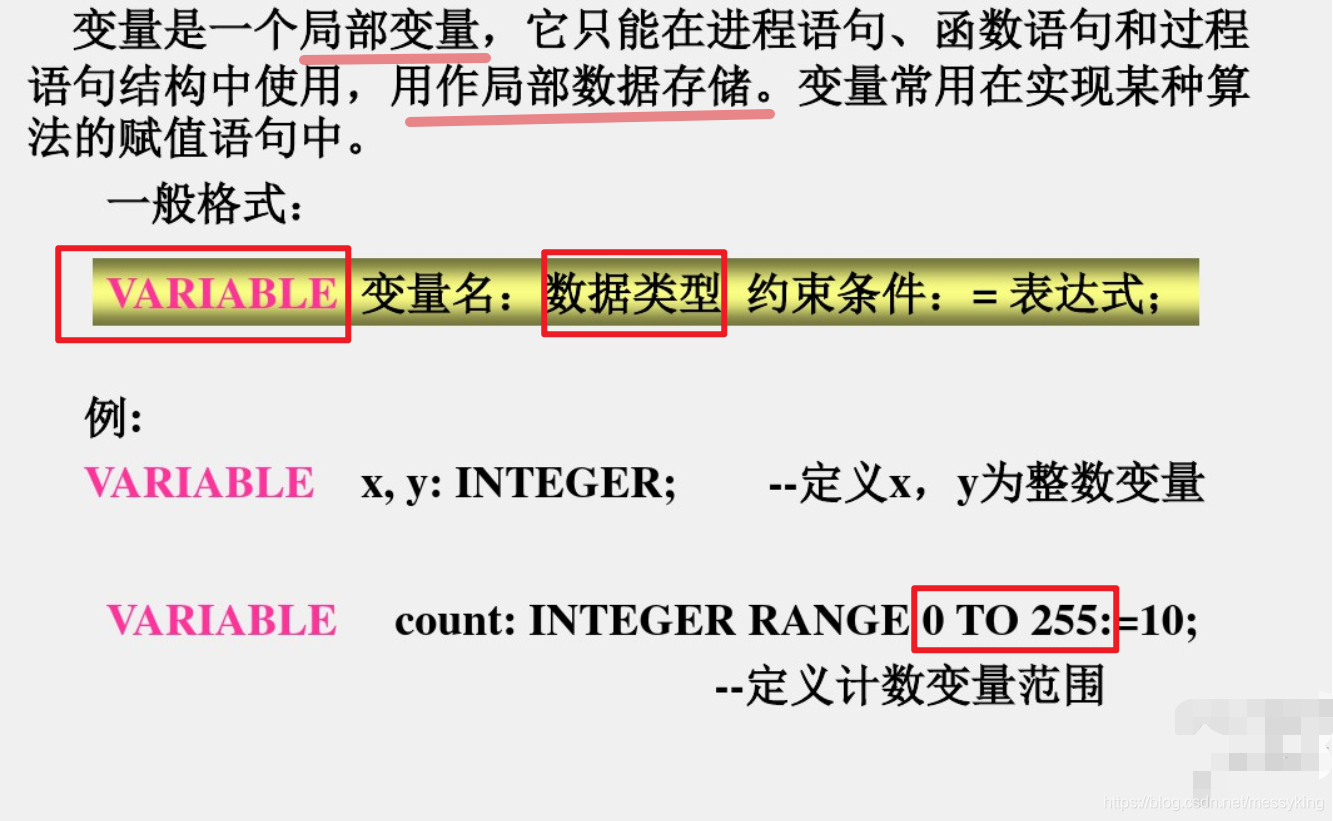 变量是一个局部变量，它只能在进程语句、函数语句和过程
语句结构中使用，用作局部数据存储。变量常用在实现某种算
法的赋值语句中。
一般格式：
VARIABLE 变量名：数据类型 约束条件：= 表达式；
例:
VARIABLE x, y: INTEGER; --定义x，y为整数变量
VARIABLE count: INTEGER RANGE 0 TO 255:=10;
--定义计数变量范围
https://blog.csdn.net/messyking